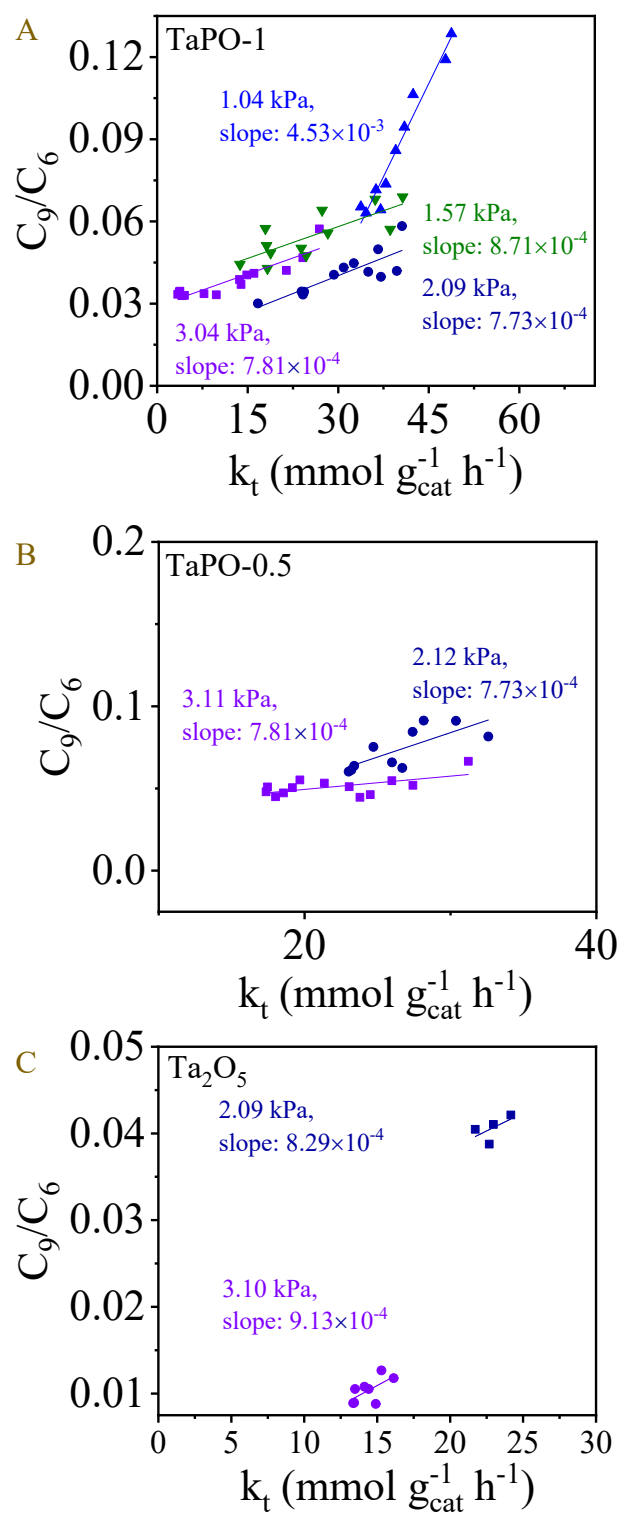 A
TaPO-1
0.12
0.09
0.06
0.03
0.00
C₉/C₆
1.04 kPa,
slope: 4.53×10⁻³
1.57 kPa,
slope: 8.71×10⁻⁴
2.09 kPa,
slope: 7.73×10⁻⁴
3.04 kPa,
slope: 7.81×10⁻⁴
0 15 30 45 60
kₜ (mmol g⁻¹cat h⁻¹)
B
TaPO-0.5
0.2
0.1
0.0
C₉/C₆
2.12 kPa,
slope: 7.73×10⁻⁴
3.11 kPa,
slope: 7.81×10⁻⁴
20 40
kₜ (mmol g⁻¹cat h⁻¹)
C
Ta₂O₅
0.05
0.04
0.03
0.02
0.01
C₉/C₆
2.09 kPa,
slope: 8.29×10⁻⁴
3.10 kPa,
slope: 9.13×10⁻⁴
0 5 10 15 20 25 30
kₜ (mmol g⁻¹cat h⁻¹)